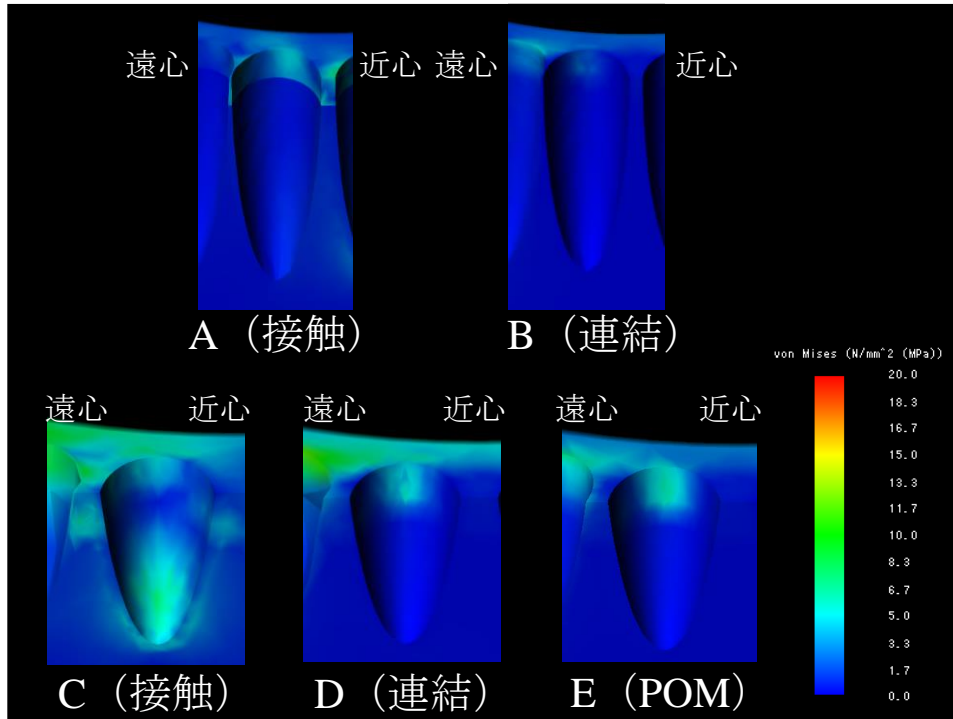 遠心 近心 遠心 近心
A（接触） B（連結）
von Mises (N/mm^2 (MPa))
20.0
18.3
16.7
15.0
13.3
11.7
10.0
8.3
6.7
5.0
3.3
1.7
0.0
遠心 近心 遠心 近心 遠心 近心
C（接触） D（連結） E（POM）